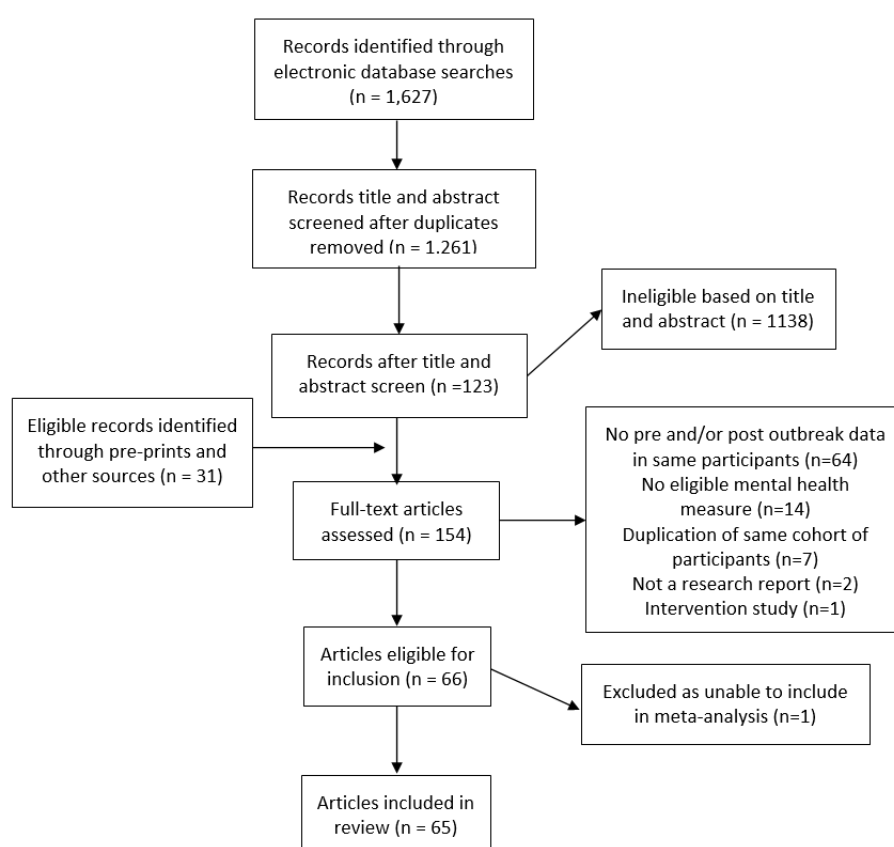 Records identified through
electronic database searches
(n = 1,627)
Records title and abstract
screened after duplicates
removed (n = 1.261)
Ineligible based on title
and abstract (n = 1138)
Records after title and
abstract screen (n =123)
Eligible records identified
through pre-prints and
other sources (n = 31)
No pre and/or post outbreak data
in same participants (n=64)
No eligible mental health
measure (n=14)
Duplication of same cohort of
participants (n=7)
Not a research report (n=2)
Intervention study (n=1)
Full-text articles
assessed (n = 154)
Articles eligible for
inclusion (n = 66)
Excluded as unable to include
in meta-analysis (n=1)
Articles included in
review (n = 65)